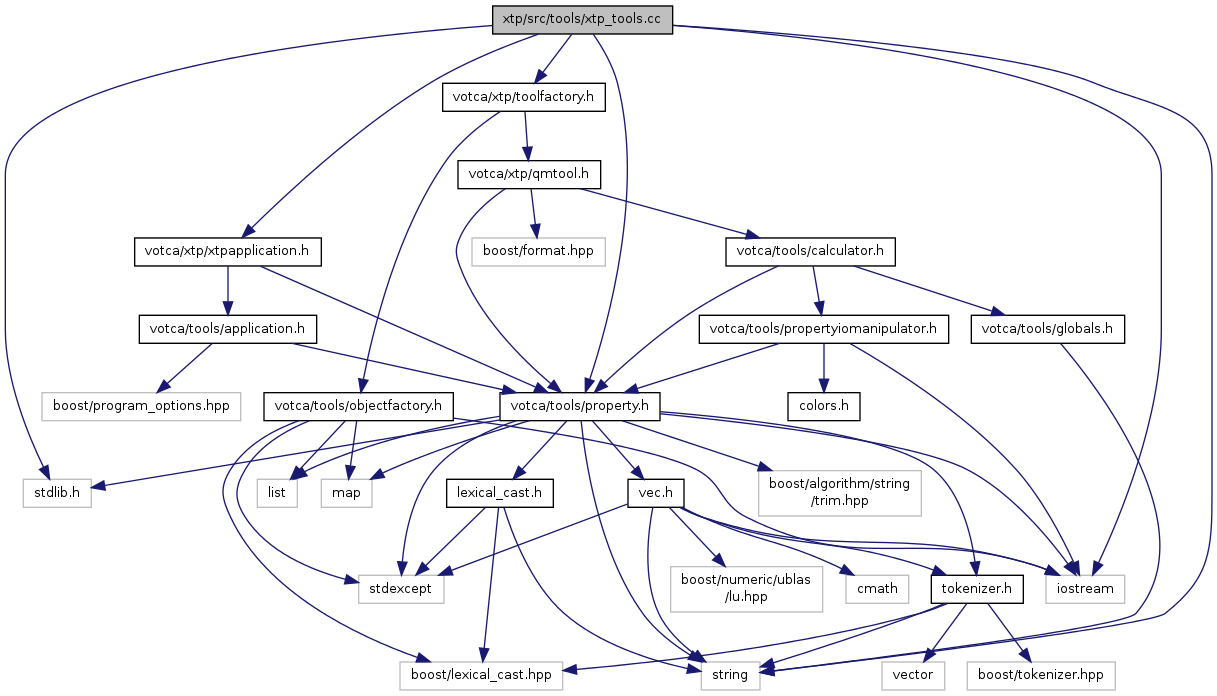 xtp/src/tools/xtp_tools.cc
votca/xtp/toolfactory.h
votca/xtp/qmtool.h
votca/xtp/xtpapplication.h
boost/format.hpp
votca/tools/calculator.h
votca/tools/application.h
votca/tools/propertyiomanipulator.h
votca/tools/globals.h
boost/program_options.hpp
votca/tools/objectfactory.h
votca/tools/property.h
colors.h
stdlib.h
list
map
lexical_cast.h
vec.h
boost/algorithm/string
/trim.hpp
stdexcept
boost/numeric/ublas
/lu.hpp
cmath
tokenizer.h
iostream
boost/lexical_cast.hpp
string
vector
boost/tokenizer.hpp